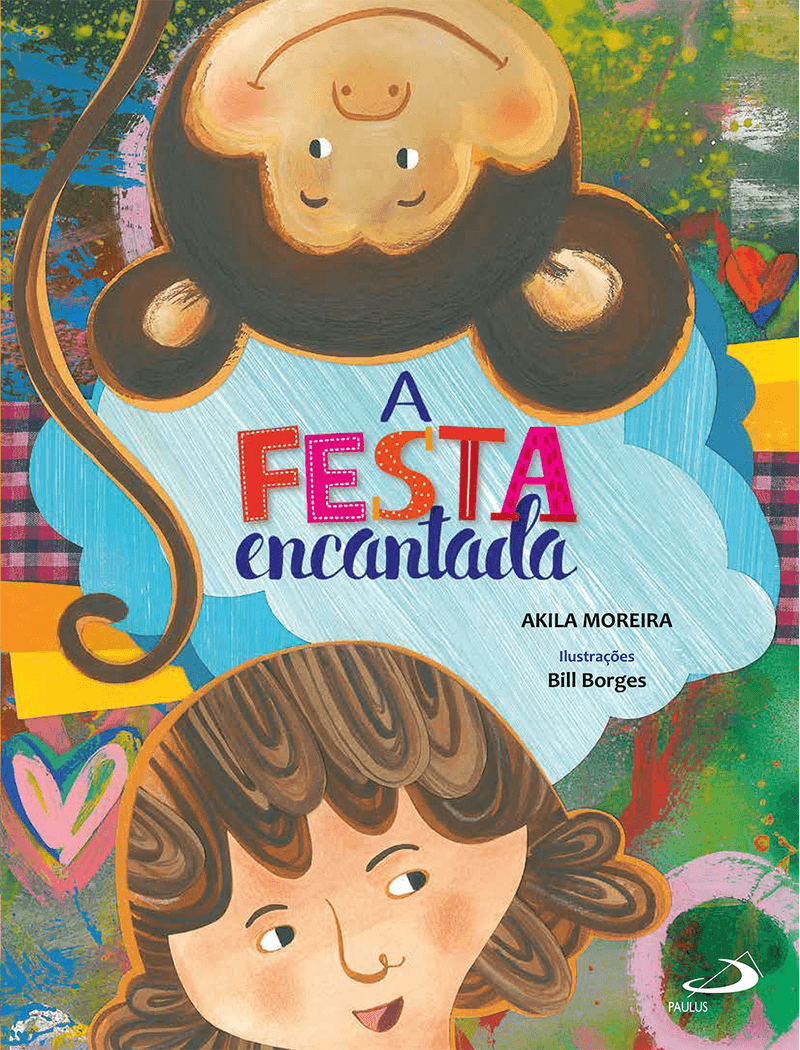 A
FESTA
encantada
AKILA MOREIRA
Ilustrações
Bill Borges
PAULUS